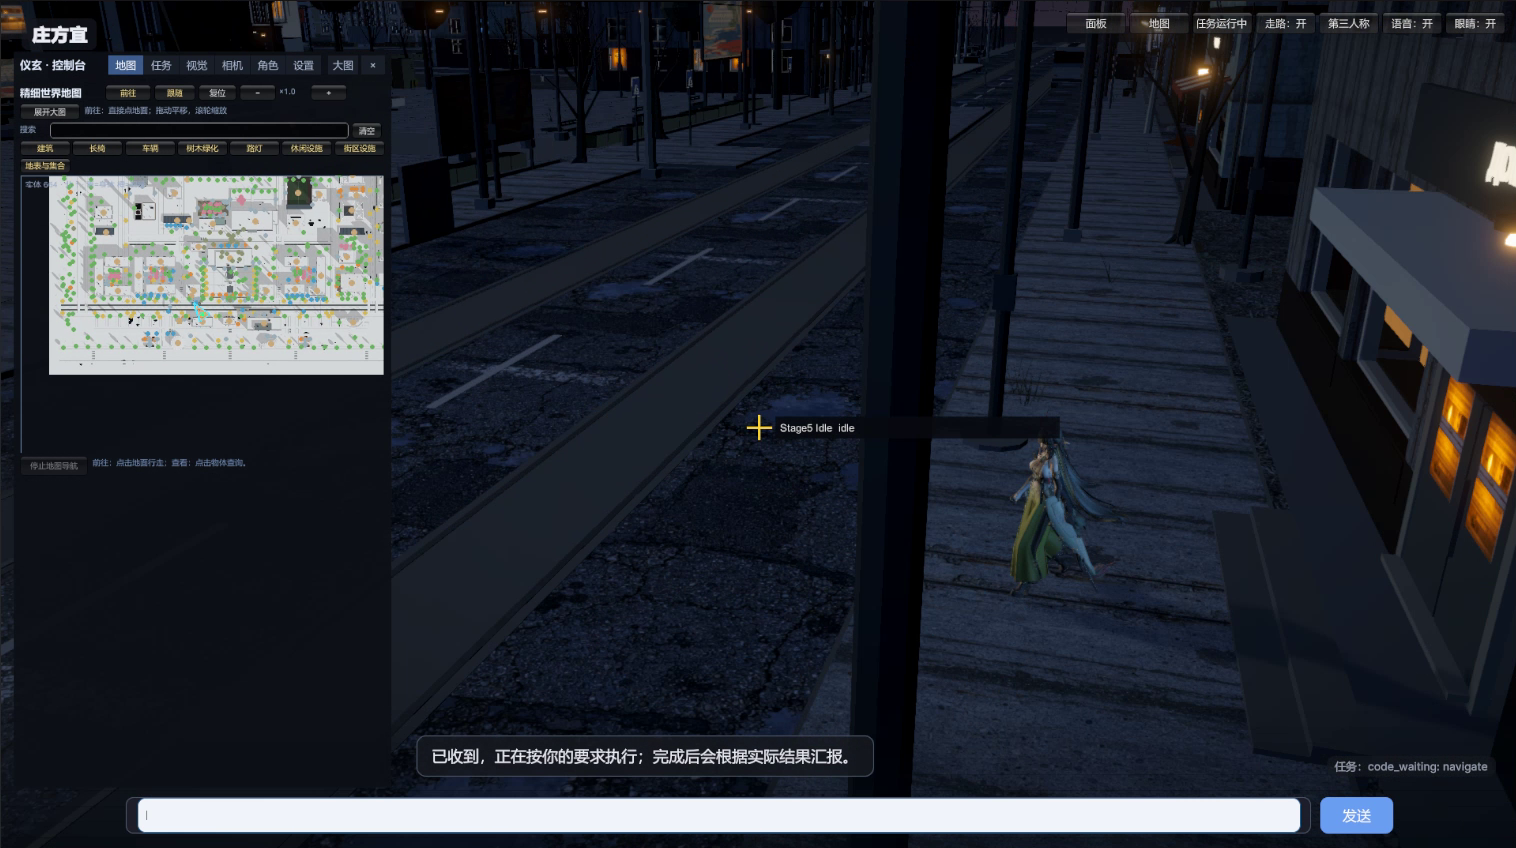 庄方宜
面板 地图 任务运行中 走路：开 第三人称 语音：开 眼睛：开
仪玄·控制台 地图 任务 视觉 相机 角色 设置 大图 ×
精细世界地图 前往 跟随 复位 − ×1.0 +
展开大图 前往：直接点地面；拖动平移，滚轮缩放
搜索 清空
建筑 长椅 车辆 树木绿化 路灯 休闲设施 街区设施
地表与集合
实体
停止地面导航 前往：点击地面行走；查看：点击物体查询。
Stage5 Idle idle
已收到，正在按你的要求执行；完成后会根据实际结果汇报。
任务：code_waiting: navigate
发送